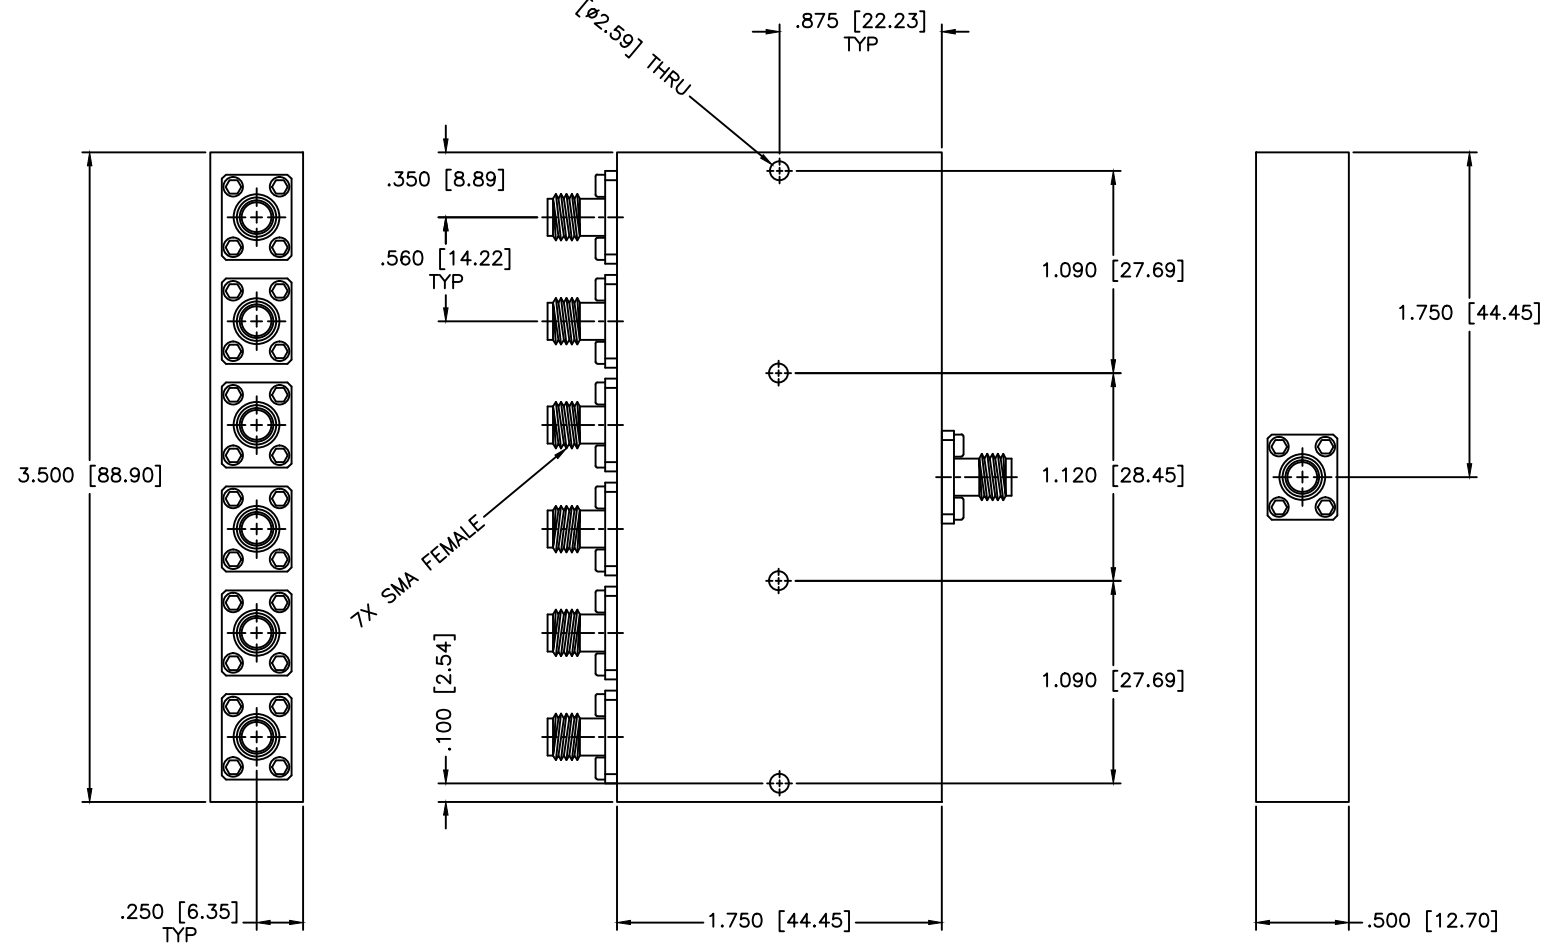 [ø2.59] THRU
.875 [22.23]
TYP
.350 [8.89]
.560 [14.22]
TYP
1.090 [27.69]
1.750 [44.45]
3.500 [88.90]
1.120 [28.45]
7X SMA FEMALE
.100 [2.54]
1.090 [27.69]
.250 [6.35]
TYP
1.750 [44.45]
.500 [12.70]